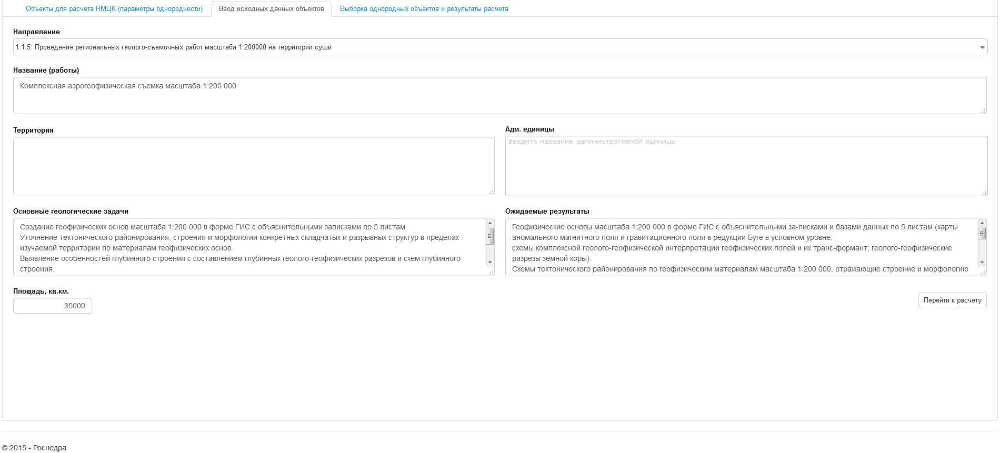 Объекты для расчета НМЦК (параметры однородности)
Ввод исходных данных объектов
Выборка однородных объектов и результаты расчета
Направление
1.1.5. Проведение региональных геолого-съемочных работ масштаба 1:200000 на территории суши
Название (работы)
Комплексная аэрогеофизическая съемка масштаба 1:200 000
Территория
Адм. единицы
Введите название административной единицы
Основные геологические задачи
Создание геофизических основ масштаба 1:200 000 в форме ГИС с объяснительными записками по 5 листам
Уточнение тектонического районирования, строения и морфологии конкретных складчатых и разрывных структур в пределах
изучаемой территории по материалам геофизических основ.
Выявление особенностей глубинного строения с составлением глубинных геолого-геофизических разрезов и схем глубинного
строения.
Ожидаемые результаты
Геофизические основы масштаба 1:200 000 в форме ГИС с объяснительными за-писками и базами данных по 5 листам (карты
аномального магнитного поля и гравитационного поля в редукции Буге в условном уровне;
схемы комплексной геолого-геофизической интерпретации геофизических полей и их транс-формант; геолого-геофизические
разрезы земной коры).
Схемы тектонического районирования по геофизическим материалам масштаба 1:200 000, отражающие строение и морфологию
Площадь, кв.км.
35000
Перейти к расчету
© 2015 - Роснедра